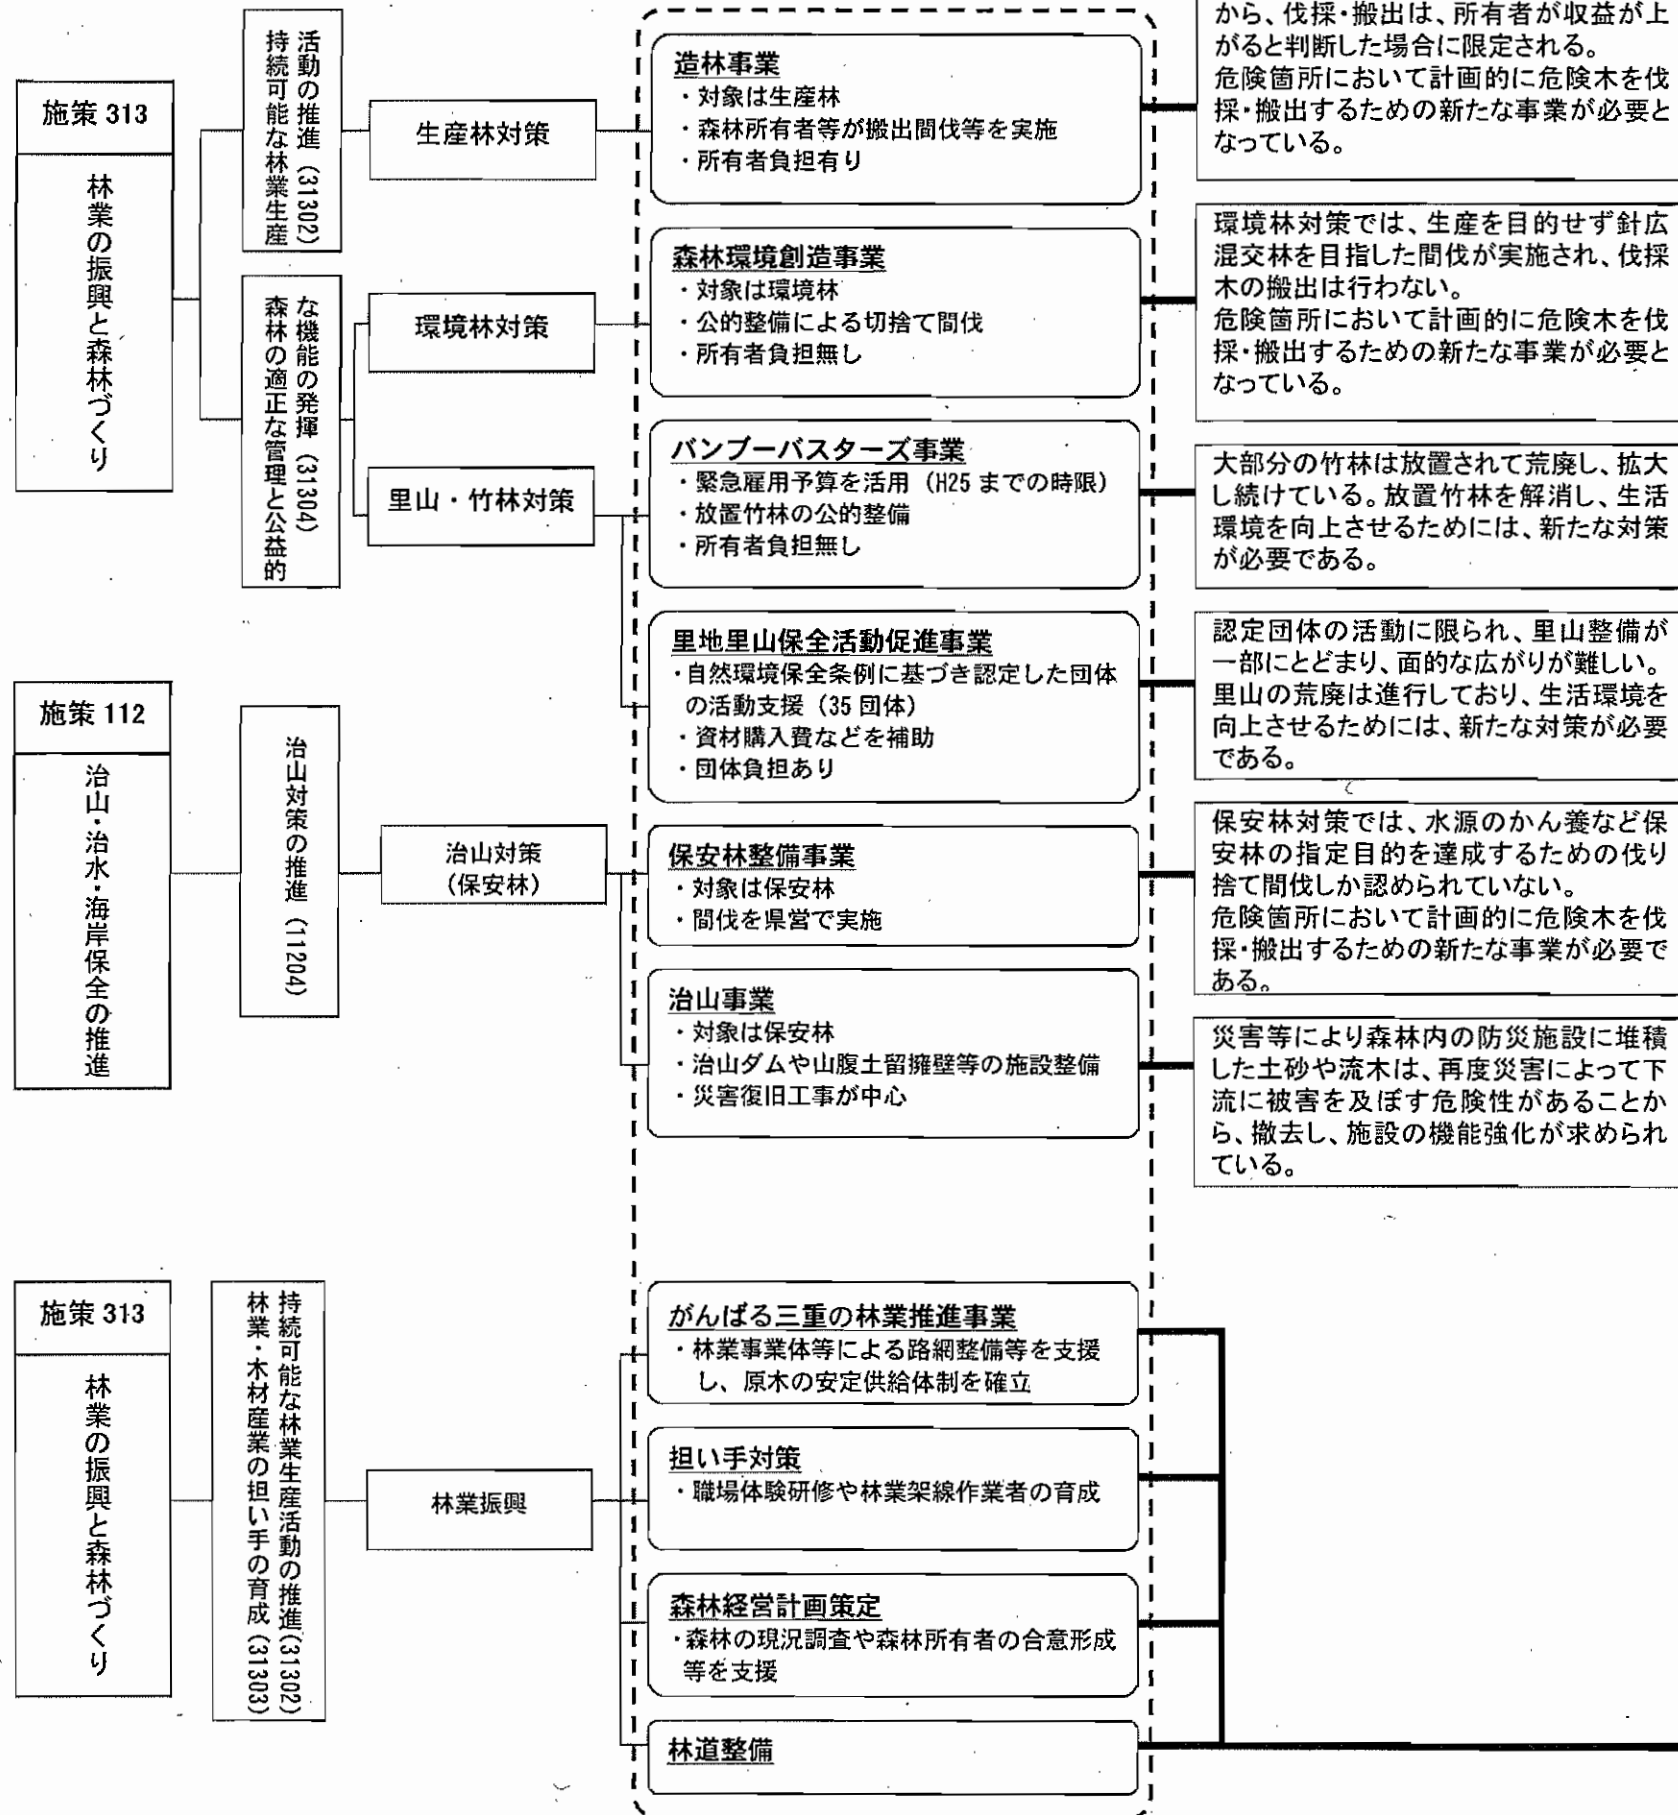 施策 313
林業の振興と森林づくり
持続可能な林業生産
活動の推進（31302）
森林の適正な管理と公益的
な機能の発揮（31304）
生産林対策
環境林対策
里山・竹林対策
造林事業
・対象は生産林
・森林所有者等が搬出間伐等を実施
・所有者負担有り
から、伐採・搬出は、所有者が収益が上
がると判断した場合に限定される。
危険箇所において計画的に危険木を伐
採・搬出するための新たな事業が必要と
なっている。
森林環境創造事業
・対象は環境林
・公的整備による切捨て間伐
・所有者負担無し
環境林対策では、生産を目的せず針広
混交林を目指した間伐が実施され、伐採
木の搬出は行わない。
危険箇所において計画的に危険木を伐
採・搬出するための新たな事業が必要と
なっている。
バンブーバスターズ事業
・緊急雇用予算を活用（H25 までの時限）
・放置竹林の公的整備
・所有者負担無し
大部分の竹林は放置されて荒廃し、拡大
し続けている。放置竹林を解消し、生活
環境を向上させるためには、新たな対策
が必要である。
里地里山保全活動促進事業
・自然環境保全条例に基づき認定した団体
の活動支援（35 団体）
・資材購入費などを補助
・団体負担あり
認定団体の活動に限られ、里山整備が
一部にとどまり、面的な広がりが難しい。
里山の荒廃は進行しており、生活環境を
向上させるためには、新たな対策が必要
である。
施策 112
治山・治水・海岸保全の推進
治山対策の推進（11204）
治山対策
（保安林）
保安林整備事業
・対象は保安林
・間伐を県営で実施
保安林対策では、水源のかん養など保
安林の指定目的を達成するための伐り
捨て間伐しか認められていない。
危険箇所において計画的に危険木を伐
採・搬出するための新たな事業が必要で
ある。
治山事業
・対象は保安林
・治山ダムや山腹土留擁壁等の施設整備
・災害復旧工事が中心
災害等により森林内の防災施設に堆積
した土砂や流木は、再度災害によって下
流に被害を及ぼす危険性があることか
ら、撤去し、施設の機能強化が求められ
ている。
施策 313
林業の振興と森林づくり
持続可能な林業生産活動の推進（31302）
林業・木材産業の担い手の育成（31303）
林業振興
がんばる三重の林業推進事業
・林業事業体等による路網整備等を支援
し、原木の安定供給体制を確立
担い手対策
・職場体験研修や林業架線作業者の育成
森林経営計画策定
・森林の現況調査や森林所有者の合意形成
等を支援
林道整備